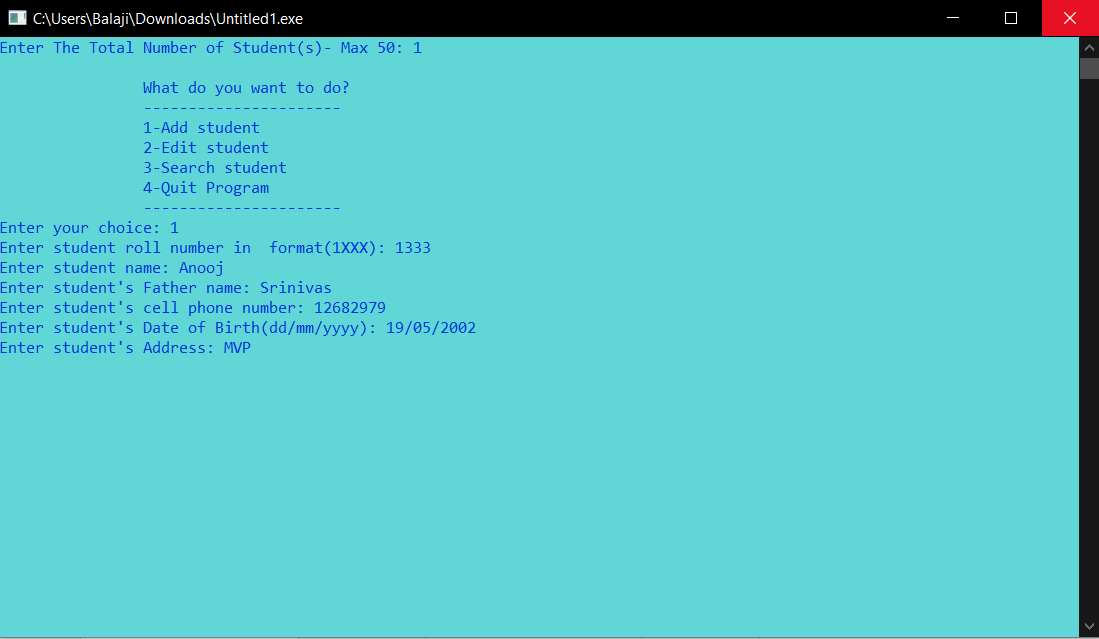 C:\Users\Balaji\Downloads\Untitled1.exe
Enter The Total Number of Student(s)- Max 50: 1
What do you want to do?
----------------------
1-Add student
2-Edit student
3-Search student
4-Quit Program
----------------------
Enter your choice: 1
Enter student roll number in  format(1XXX): 1333
Enter student name: Anooj
Enter student's Father name: Srinivas
Enter student's cell phone number: 12682979
Enter student's Date of Birth(dd/mm/yyyy): 19/05/2002
Enter student's Address: MVP